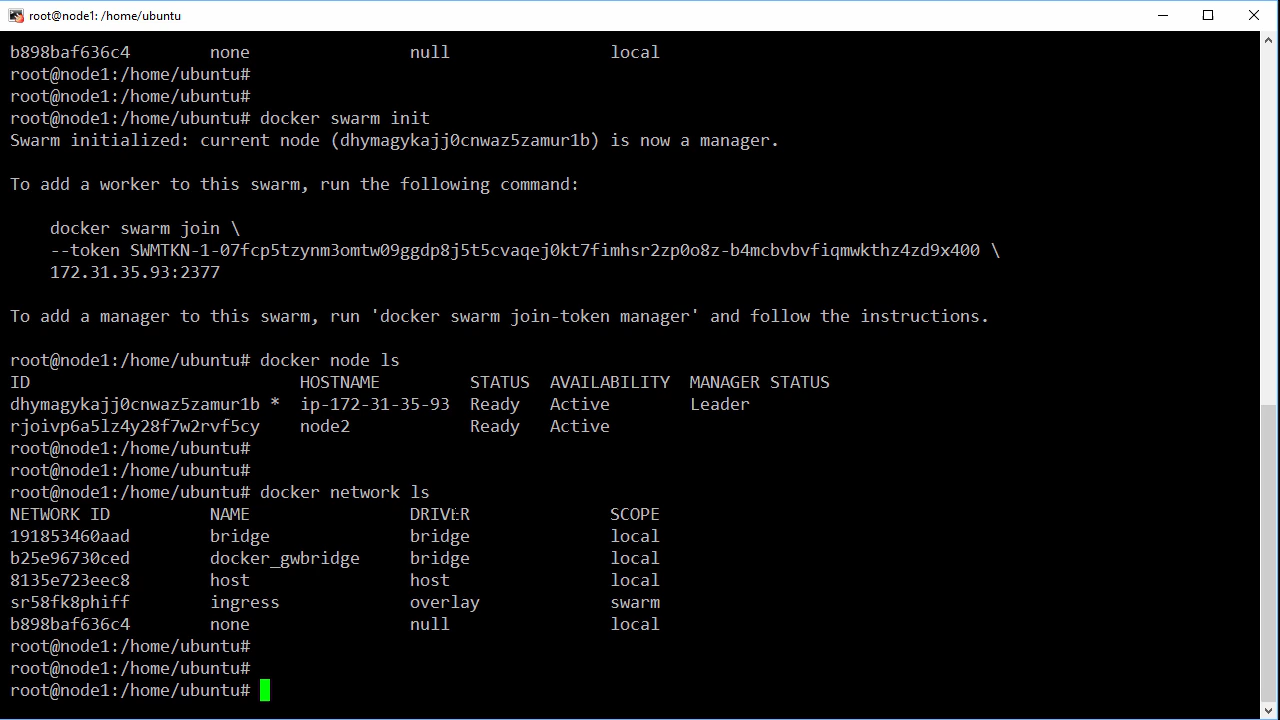 root@node1: /home/ubuntu
b898baf636c4 none null local
root@node1:/home/ubuntu#
root@node1:/home/ubuntu#
root@node1:/home/ubuntu# docker swarm init
Swarm initialized: current node (dhymagykajj0cnwaz5zamur1b) is now a manager.
To add a worker to this swarm, run the following command:
docker swarm join \
--token SWMTKN-1-07fcp5tzynm3omtw09ggdp8j5t5cvaqej0kt7fimhsr2zp0o8z-b4mcbvbvfiqmwkthz4zd9x400 \
172.31.35.93:2377
To add a manager to this swarm, run 'docker swarm join-token manager' and follow the instructions.
root@node1:/home/ubuntu# docker node ls
ID HOSTNAME STATUS AVAILABILITY MANAGER STATUS
dhymagykajj0cnwaz5zamur1b * ip-172-31-35-93 Ready Active Leader
rjoivp6a5lz4y28f7w2rvf5cy node2 Ready Active
root@node1:/home/ubuntu#
root@node1:/home/ubuntu#
root@node1:/home/ubuntu# docker network ls
NETWORK ID NAME DRIVER SCOPE
191853460aad bridge bridge local
b25e96730ced docker_gwbridge bridge local
8135e723eec8 host host local
sr58fk8phiff ingress overlay swarm
b898baf636c4 none null local
root@node1:/home/ubuntu#
root@node1:/home/ubuntu#
root@node1:/home/ubuntu#